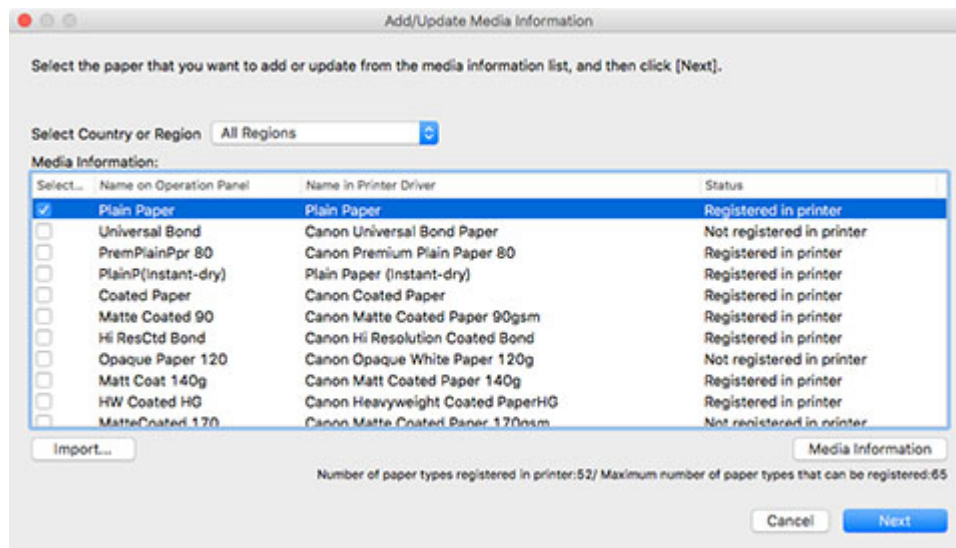 Add/Update Media Information
Select the paper that you want to add or update from the media information list, and then click [Next].
Select Country or Region All Regions
Media Information:
Select... Name on Operation Panel Name in Printer Driver Status
Plain Paper Plain Paper Registered in printer
Universal Bond Canon Universal Bond Paper Not registered in printer
PremPlainPpr 80 Canon Premium Plain Paper 80 Registered in printer
PlainP(Instant-dry) Plain Paper (Instant-dry) Registered in printer
Coated Paper Canon Coated Paper Registered in printer
Matte Coated 90 Canon Matte Coated Paper 90gsm Registered in printer
Hi ResCtd Bond Canon Hi Resolution Coated Bond Registered in printer
Opaque Paper 120 Canon Opaque White Paper 120g Not registered in printer
Matt Coat 140g Canon Matt Coated Paper 140g Registered in printer
HW Coated HG Canon Heavyweight Coated PaperHG Registered in printer
MatteCoated 170 Canon Matte Coated Paper 170gsm Not registered in printer
Import... Media Information
Number of paper types registered in printer:52/ Maximum number of paper types that can be registered:65
Cancel Next